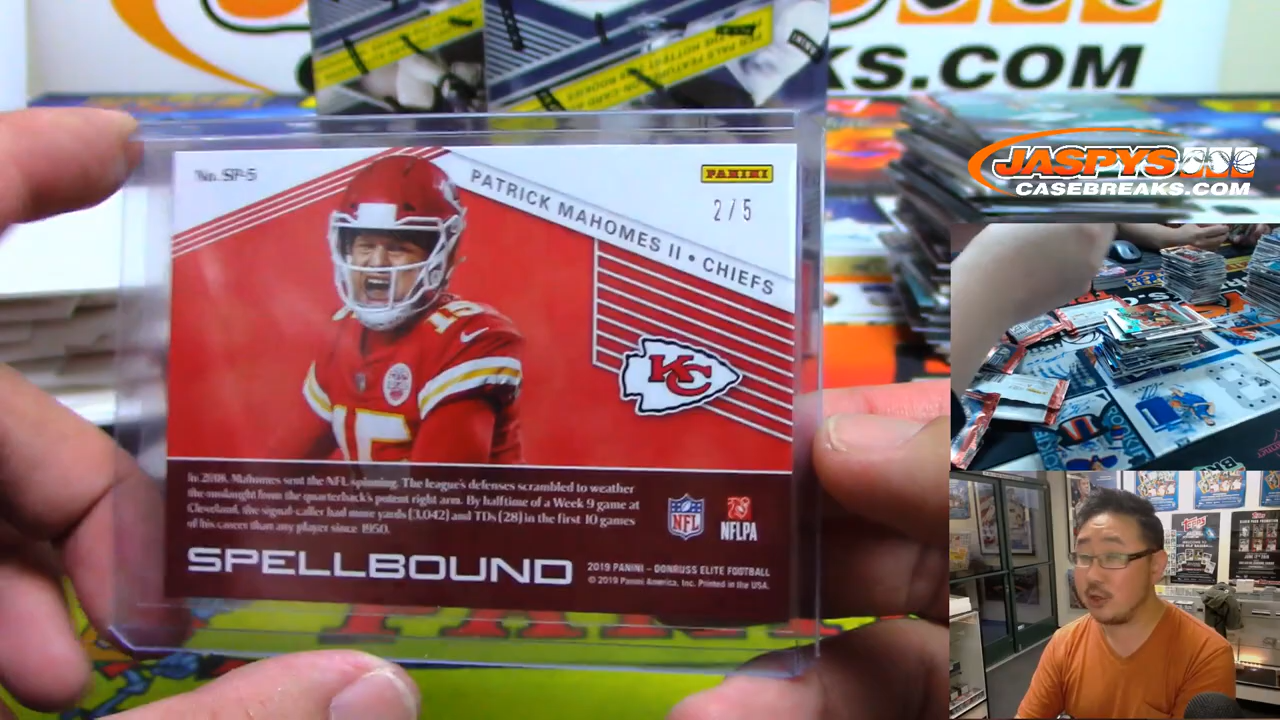 KS.COM
JASPYS
CASEBREAKS.COM
No. SP-5
PANINI
2/5
PATRICK MAHOMES II • CHIEFS
15
15
KC
In 2018, Mahomes sent the NFL spinning. The league's defenses scrambled to weather
the onslaught from the quarterback's potent right arm. By halftime of a Week 9 game at
Cleveland, the signal-caller had more yards (3,042) and TDs (28) in the first 10 games
of his career than any player since 1950.
NFL
NFLPA
SPELLBOUND
2019 PANINI – DONRUSS ELITE FOOTBALL
© 2019 Panini America, Inc. Printed in the USA.
Topps